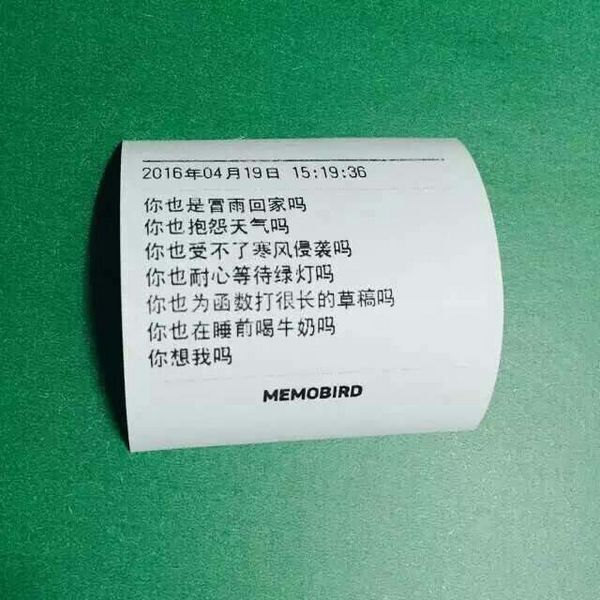 2016年04月19日 15:19:36
你也是冒雨回家吗
你也抱怨天气吗
你也受不了寒风侵袭吗
你也耐心等待绿灯吗
你也为函数打很长的草稿吗
你也在睡前喝牛奶吗
你想我吗
MEMOBIRD